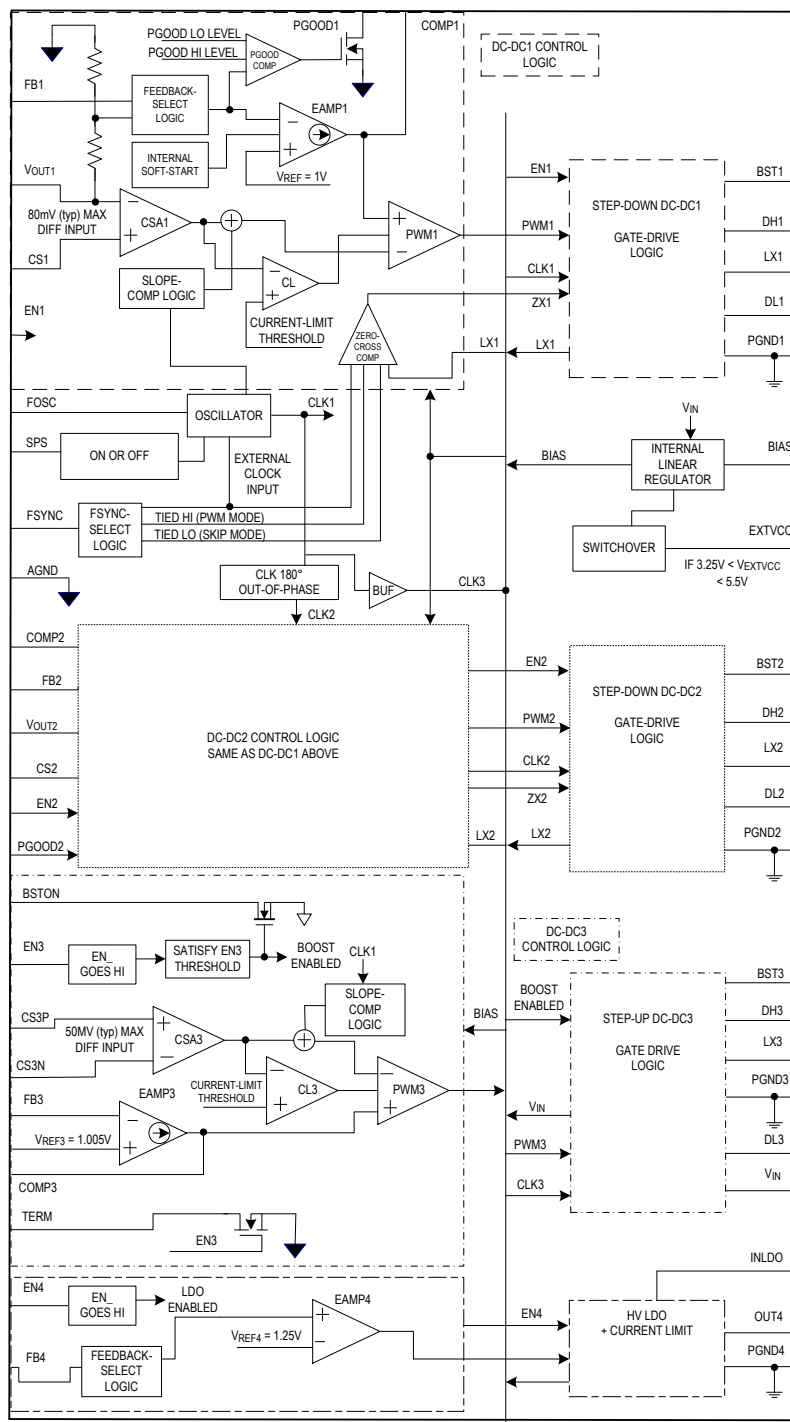 PGOOD LO LEVEL
PGOOD HI LEVEL
PGOOD1
COMP1
PGOOD
COMP
DC-DC1 CONTROL
LOGIC
FB1
FEEDBACK-
SELECT
LOGIC
EAMP1
INTERNAL
SOFT-START
VREF = 1V
VOUT1
80mV (typ) MAX
DIFF INPUT
CSA1
CS1
PWM1
SLOPE-
COMP LOGIC
CL
CURRENT-LIMIT
THRESHOLD
EN1
ZERO-
CROSS
COMP
LX1
EN1
PWM1
CLK1
ZX1
LX1
STEP-DOWN DC-DC1
GATE-DRIVE
LOGIC
BST1
DH1
LX1
DL1
PGND1
FOSC
OSCILLATOR
CLK1
SPS
ON OR OFF
EXTERNAL
CLOCK
INPUT
FSYNC
FSYNC-
SELECT
LOGIC
TIED HI (PWM MODE)
TIED LO (SKIP MODE)
AGND
CLK 180°
OUT-OF-PHASE
CLK2
BUF
CLK3
BIAS
VIN
INTERNAL
LINEAR
REGULATOR
BIAS
SWITCHOVER
EXTVCC
IF 3.25V < VEXTVCC
< 5.5V
COMP2
FB2
VOUT2
CS2
EN2
PGOOD2
DC-DC2 CONTROL LOGIC
SAME AS DC-DC1 ABOVE
EN2
PWM2
CLK2
ZX2
LX2
LX2
STEP-DOWN DC-DC2
GATE-DRIVE
LOGIC
BST2
DH2
LX2
DL2
PGND2
BSTON
EN3
EN_
GOES HI
SATISFY EN3
THRESHOLD
BOOST
ENABLED
CLK1
SLOPE-
COMP
LOGIC
DC-DC3
CONTROL LOGIC
CS3P
50MV (typ) MAX
DIFF INPUT
CSA3
CS3N
BIAS
FB3
EAMP3
CURRENT-LIMIT
THRESHOLD
CL3
PWM3
VREF3 = 1.005V
COMP3
TERM
EN3
BOOST
ENABLED
VIN
PWM3
CLK3
STEP-UP DC-DC3
GATE DRIVE
LOGIC
BST3
DH3
LX3
PGND3
DL3
VIN
EN4
EN_
GOES HI
LDO
ENABLED
EAMP4
VREF4 = 1.25V
FB4
FEEDBACK-
SELECT
LOGIC
EN4
HV LDO
+ CURRENT LIMIT
INLDO
OUT4
PGND4